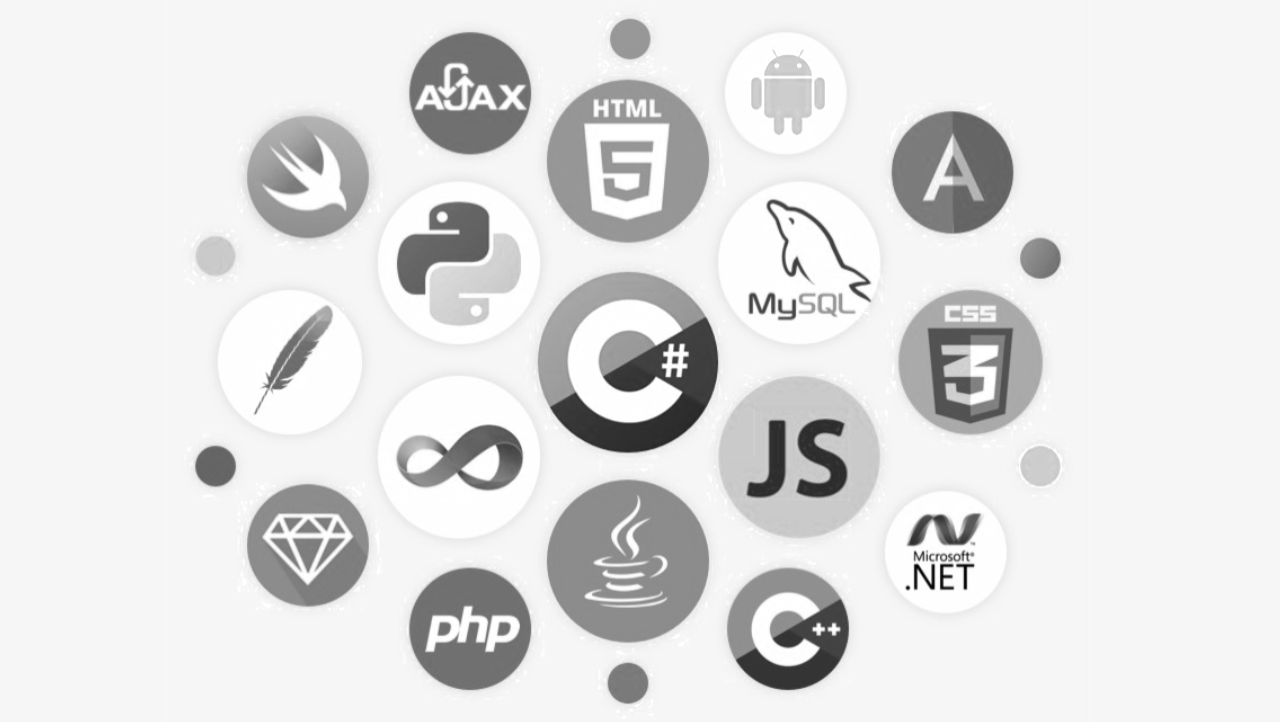 AJAX
HTML
5
A
MySQL
C#
CSS
3
JS
Microsoft®
.NET
php
C++